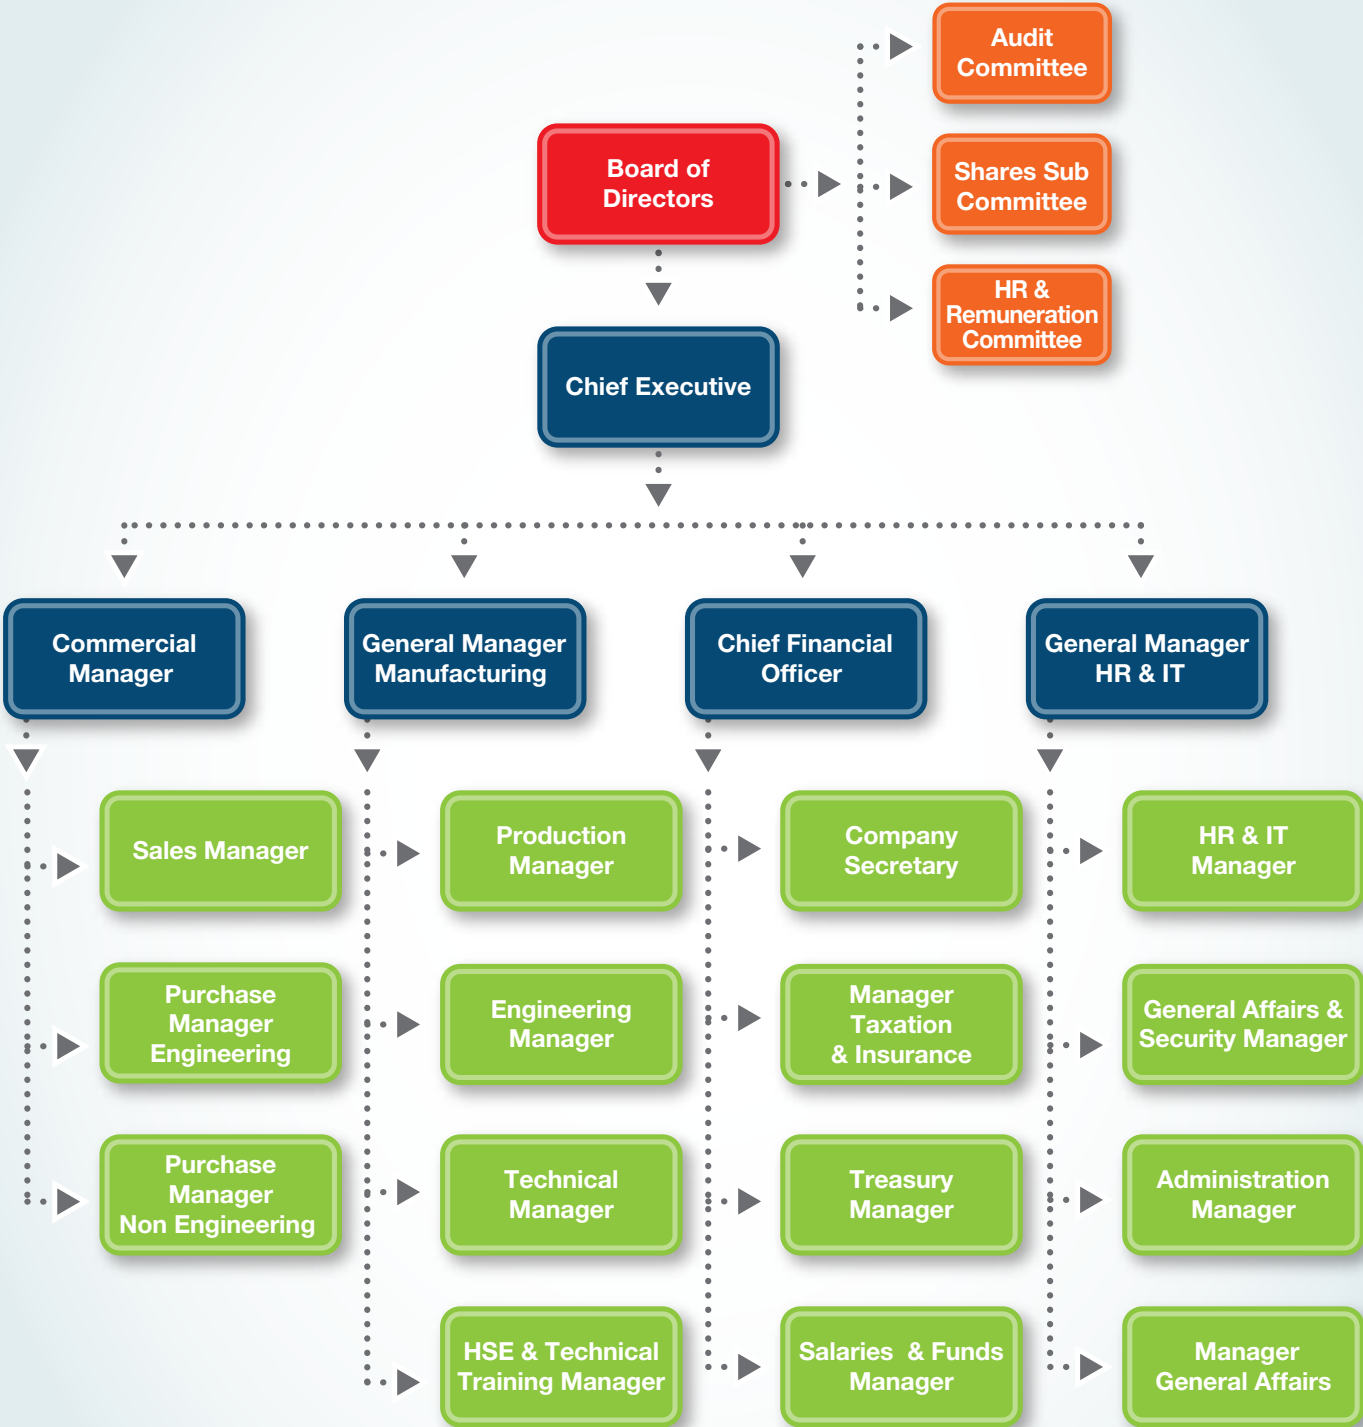 Audit
Committee
Board of
Directors
Shares Sub
Committee
HR &
Remuneration
Committee
Chief Executive
Commercial
Manager
General Manager
Manufacturing
Chief Financial
Officer
General Manager
HR & IT
Sales Manager
Production
Manager
Company
Secretary
HR & IT
Manager
Purchase
Manager
Engineering
Engineering
Manager
Manager
Taxation
& Insurance
General Affairs &
Security Manager
Purchase
Manager
Non Engineering
Technical
Manager
Treasury
Manager
Administration
Manager
HSE & Technical
Training Manager
Salaries & Funds
Manager
Manager
General Affairs